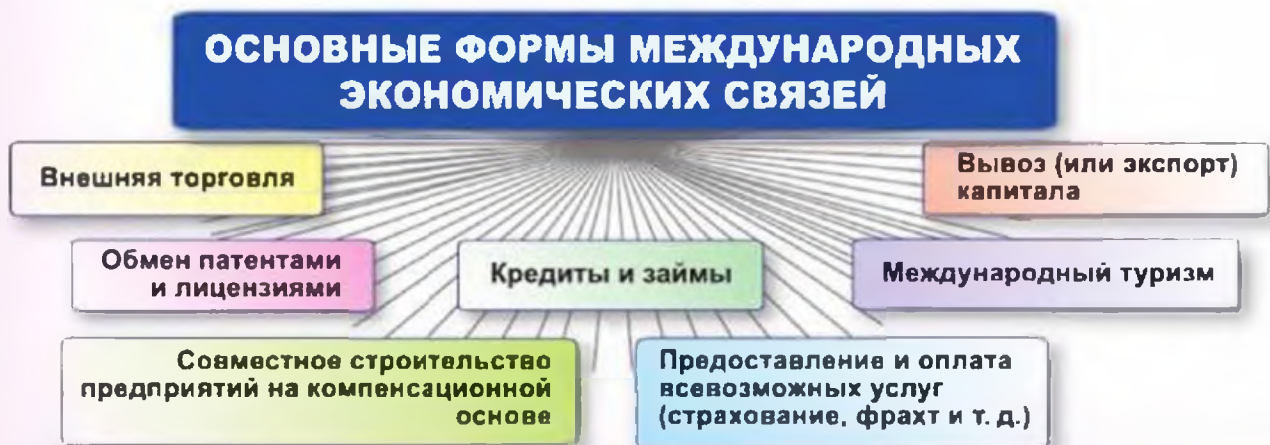 ОСНОВНЫЕ ФОРМЫ МЕЖДУНАРОДНЫХ
ЭКОНОМИЧЕСКИХ СВЯЗЕЙ
Внешняя торговля
Вывоз (или экспорт)
капитала
Обмен патентами
и лицензиями
Кредиты и займы
Международный туризм
Совместное строительство
предприятий на компенсационной
основе
Предоставление и оплата
всевозможных услуг
(страхование, фрахт и т. д.)